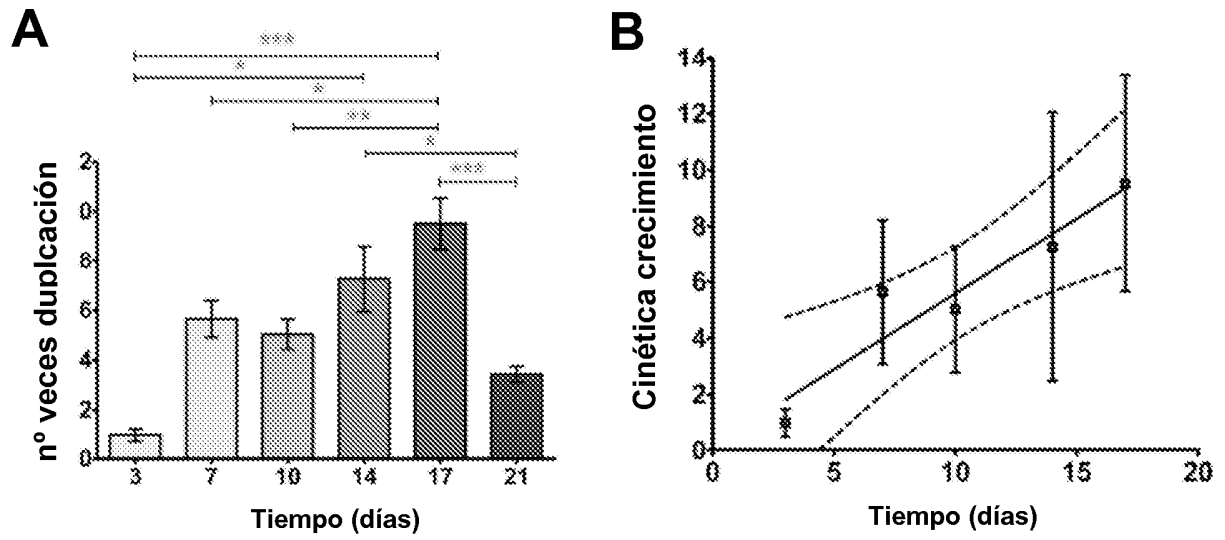 A
***
*
*
**
*
***
nº veces duplcación
2
0
8
6
4
2
0
3 7 10 14 17 21
Tiempo (días)
B
Cinética crecimiento
14
12
10
8
6
4
2
0
0 5 10 15 20
Tiempo (días)